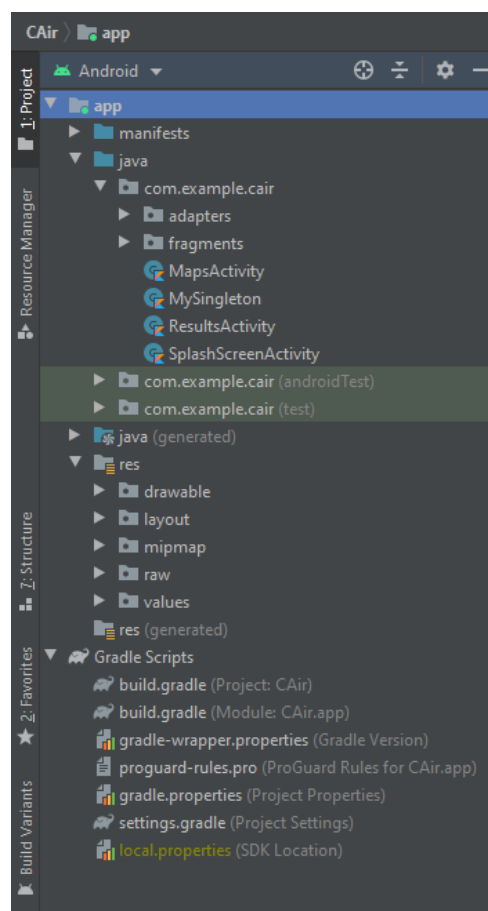 CAir app
Android
app
manifests
java
com.example.cair
adapters
fragments
MapsActivity
MySingleton
ResultsActivity
SplashScreenActivity
com.example.cair (androidTest)
com.example.cair (test)
java (generated)
res
drawable
layout
mipmap
raw
values
res (generated)
Gradle Scripts
build.gradle (Project: CAir)
build.gradle (Module: CAir.app)
gradle-wrapper.properties (Gradle Version)
proguard-rules.pro (ProGuard Rules for CAir.app)
gradle.properties (Project Properties)
settings.gradle (Project Settings)
local.properties (SDK Location)
1: Project
Resource Manager
7: Structure
2: Favorites
Build Variants